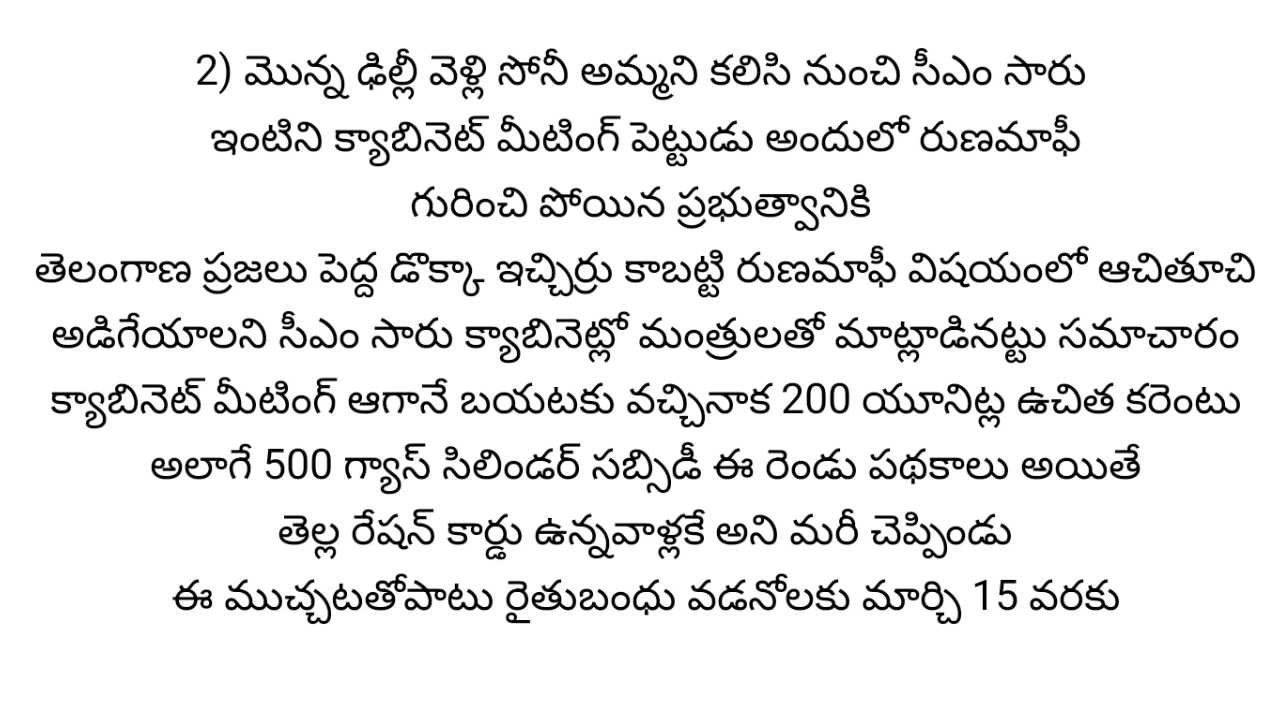 2) మొన్న ఢిల్లీ వెళ్లి సోనీ అమ్మని కలిసి నుంచి సీఎం సారు
ఇంటిని క్యాబినెట్ మీటింగ్ పెట్టుడు అందులో రుణమాఫీ
గురించి పోయిన ప్రభుత్వానికి
తెలంగాణ ప్రజలు పెద్ద డొక్కా ఇచ్చిర్రు కాబట్టి రుణమాఫీ విషయంలో ఆచితూచి
అడిగేయాలని సీఎం సారు క్యాబినెట్లో మంత్రులతో మాట్లాడినట్టు సమాచారం
క్యాబినెట్ మీటింగ్ ఆగానే బయటకు వచ్చినాక 200 యూనిట్ల ఉచిత కరెంటు
అలాగే 500 గ్యాస్ సిలిండర్ సబ్సిడీ ఈ రెండు పథకాలు అయితే
తెల్ల రేషన్ కార్డు ఉన్నవాళ్లకే అని మరీ చెప్పిండు
ఈ ముచ్చటతోపాటు రైతుబంధు వడనోలకు మార్చి 15 వరకు